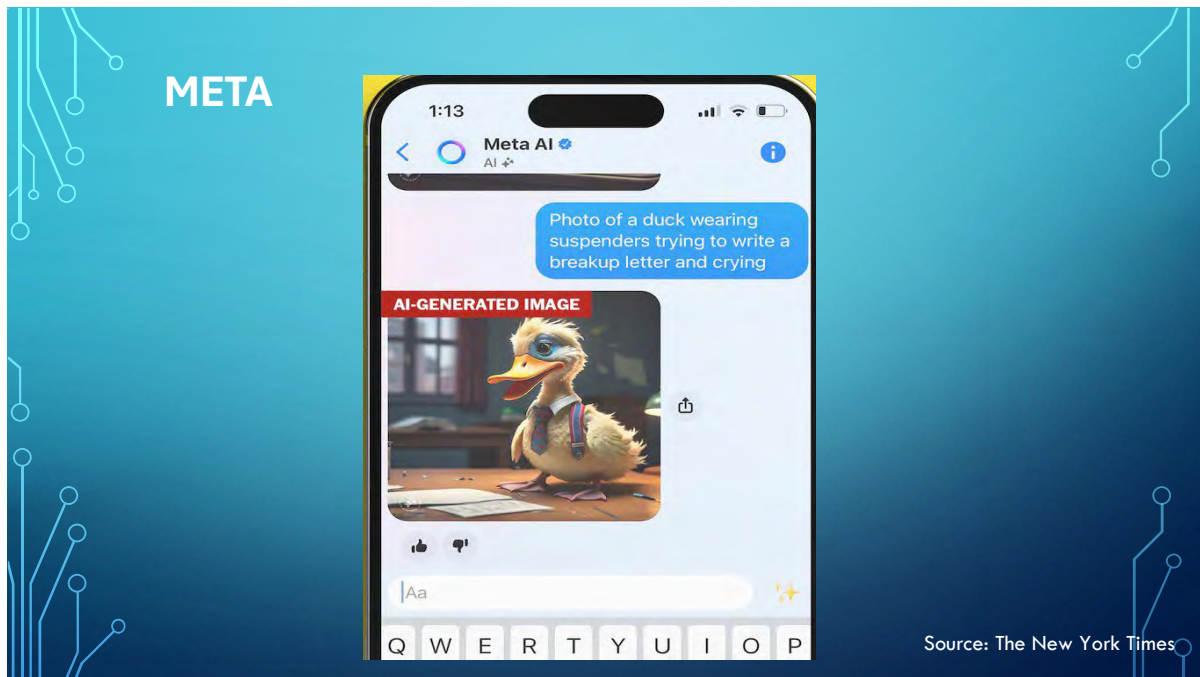 META
1:13
Meta AI
AI
Photo of a duck wearing
suspenders trying to write a
breakup letter and crying
AI-GENERATED IMAGE
Aa
Q W E R T Y U I O P
Source: The New York Times